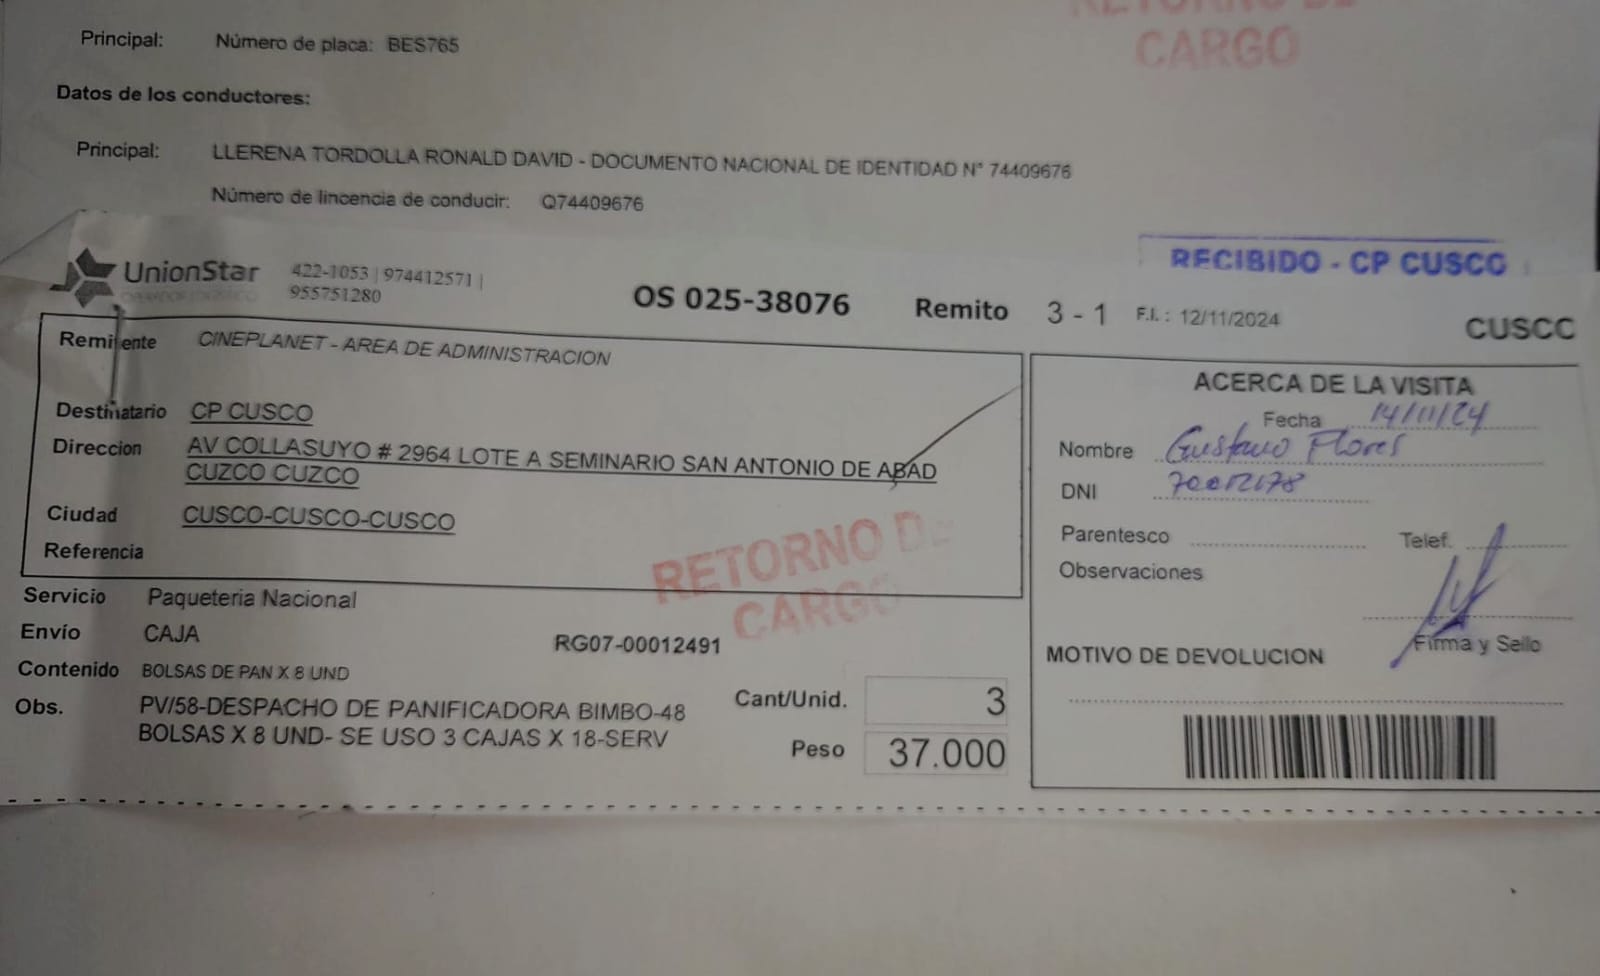 RETORNO DE
CARGO
Principal: Número de placa: BES765
Datos de los conductores:
Principal: LLERENA TORDOLLA RONALD DAVID - DOCUMENTO NACIONAL DE IDENTIDAD N° 74409676
Número de lincencia de conducir: Q74409676
RECIBIDO - CP CUSCO
UnionStar 422-1053 | 974412571 |
OPERADOR LOGISTICO 955751280
OS 025-38076 Remito 3 - 1 F.I. : 12/11/2024 CUSCO
Remitente CINEPLANET - AREA DE ADMINISTRACION
Destinatario CP CUSCO
Direccion AV COLLASUYO # 2964 LOTE A SEMINARIO SAN ANTONIO DE ABAD
CUZCO CUZCO
Ciudad CUSCO-CUSCO-CUSCO
Referencia
RETORNO DE
CARGO
Servicio Paqueteria Nacional
Envío CAJA RG07-00012491
Contenido BOLSAS DE PAN X 8 UND
Obs. PV/58-DESPACHO DE PANIFICADORA BIMBO-48
BOLSAS X 8 UND- SE USO 3 CAJAS X 18-SERV
Cant/Unid. 3
Peso 37.000
ACERCA DE LA VISITA
Fecha 14/11/24
Nombre Gustavo Flores
DNI
Parentesco Telef.
Observaciones
Firma y Sello
MOTIVO DE DEVOLUCION